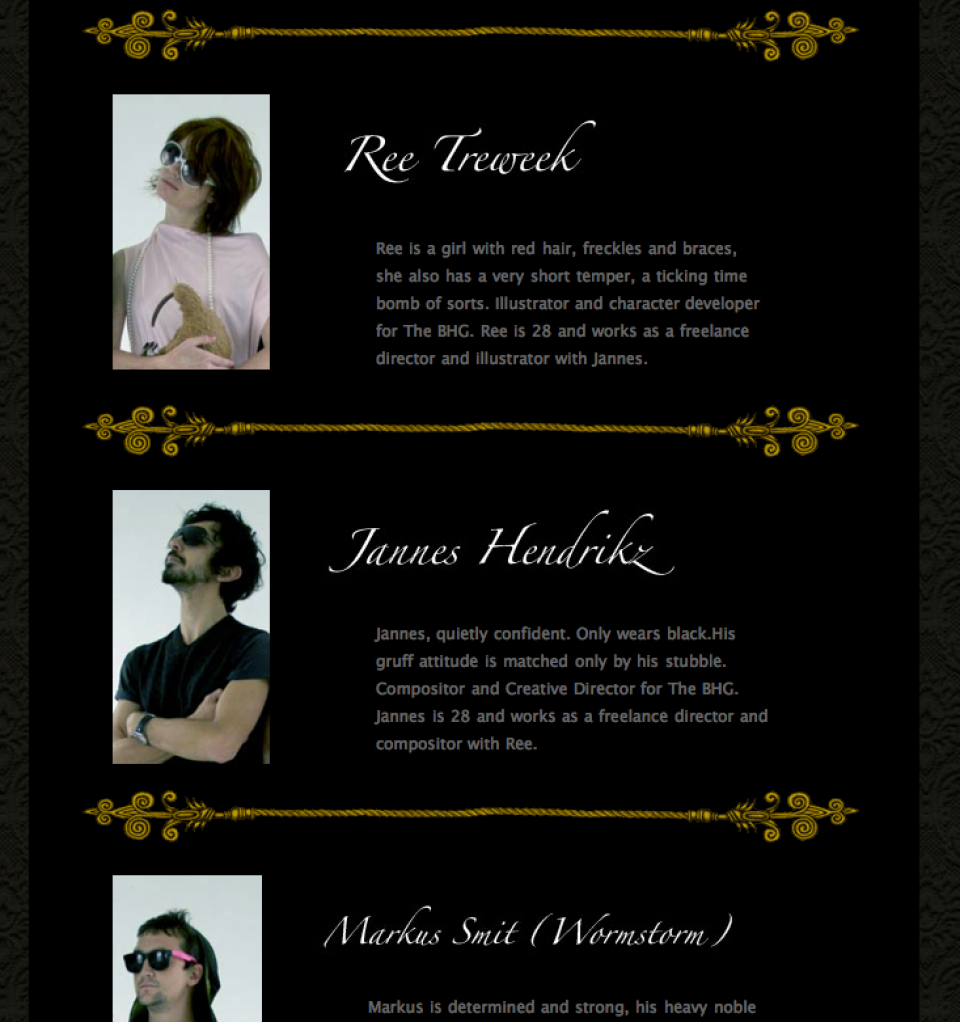 Ree Treweek
Ree is a girl with red hair, freckles and braces,
she also has a very short temper, a ticking time
bomb of sorts. Illustrator and character developer
for The BHG. Ree is 28 and works as a freelance
director and illustrator with Jannes.
Jannes Hendrikz
Jannes, quietly confident. Only wears black.His
gruff attitude is matched only by his stubble.
Compositor and Creative Director for The BHG.
Jannes is 28 and works as a freelance director and
compositor with Ree.
Markus Smit (Wormstorm)
Markus is determined and strong, his heavy noble